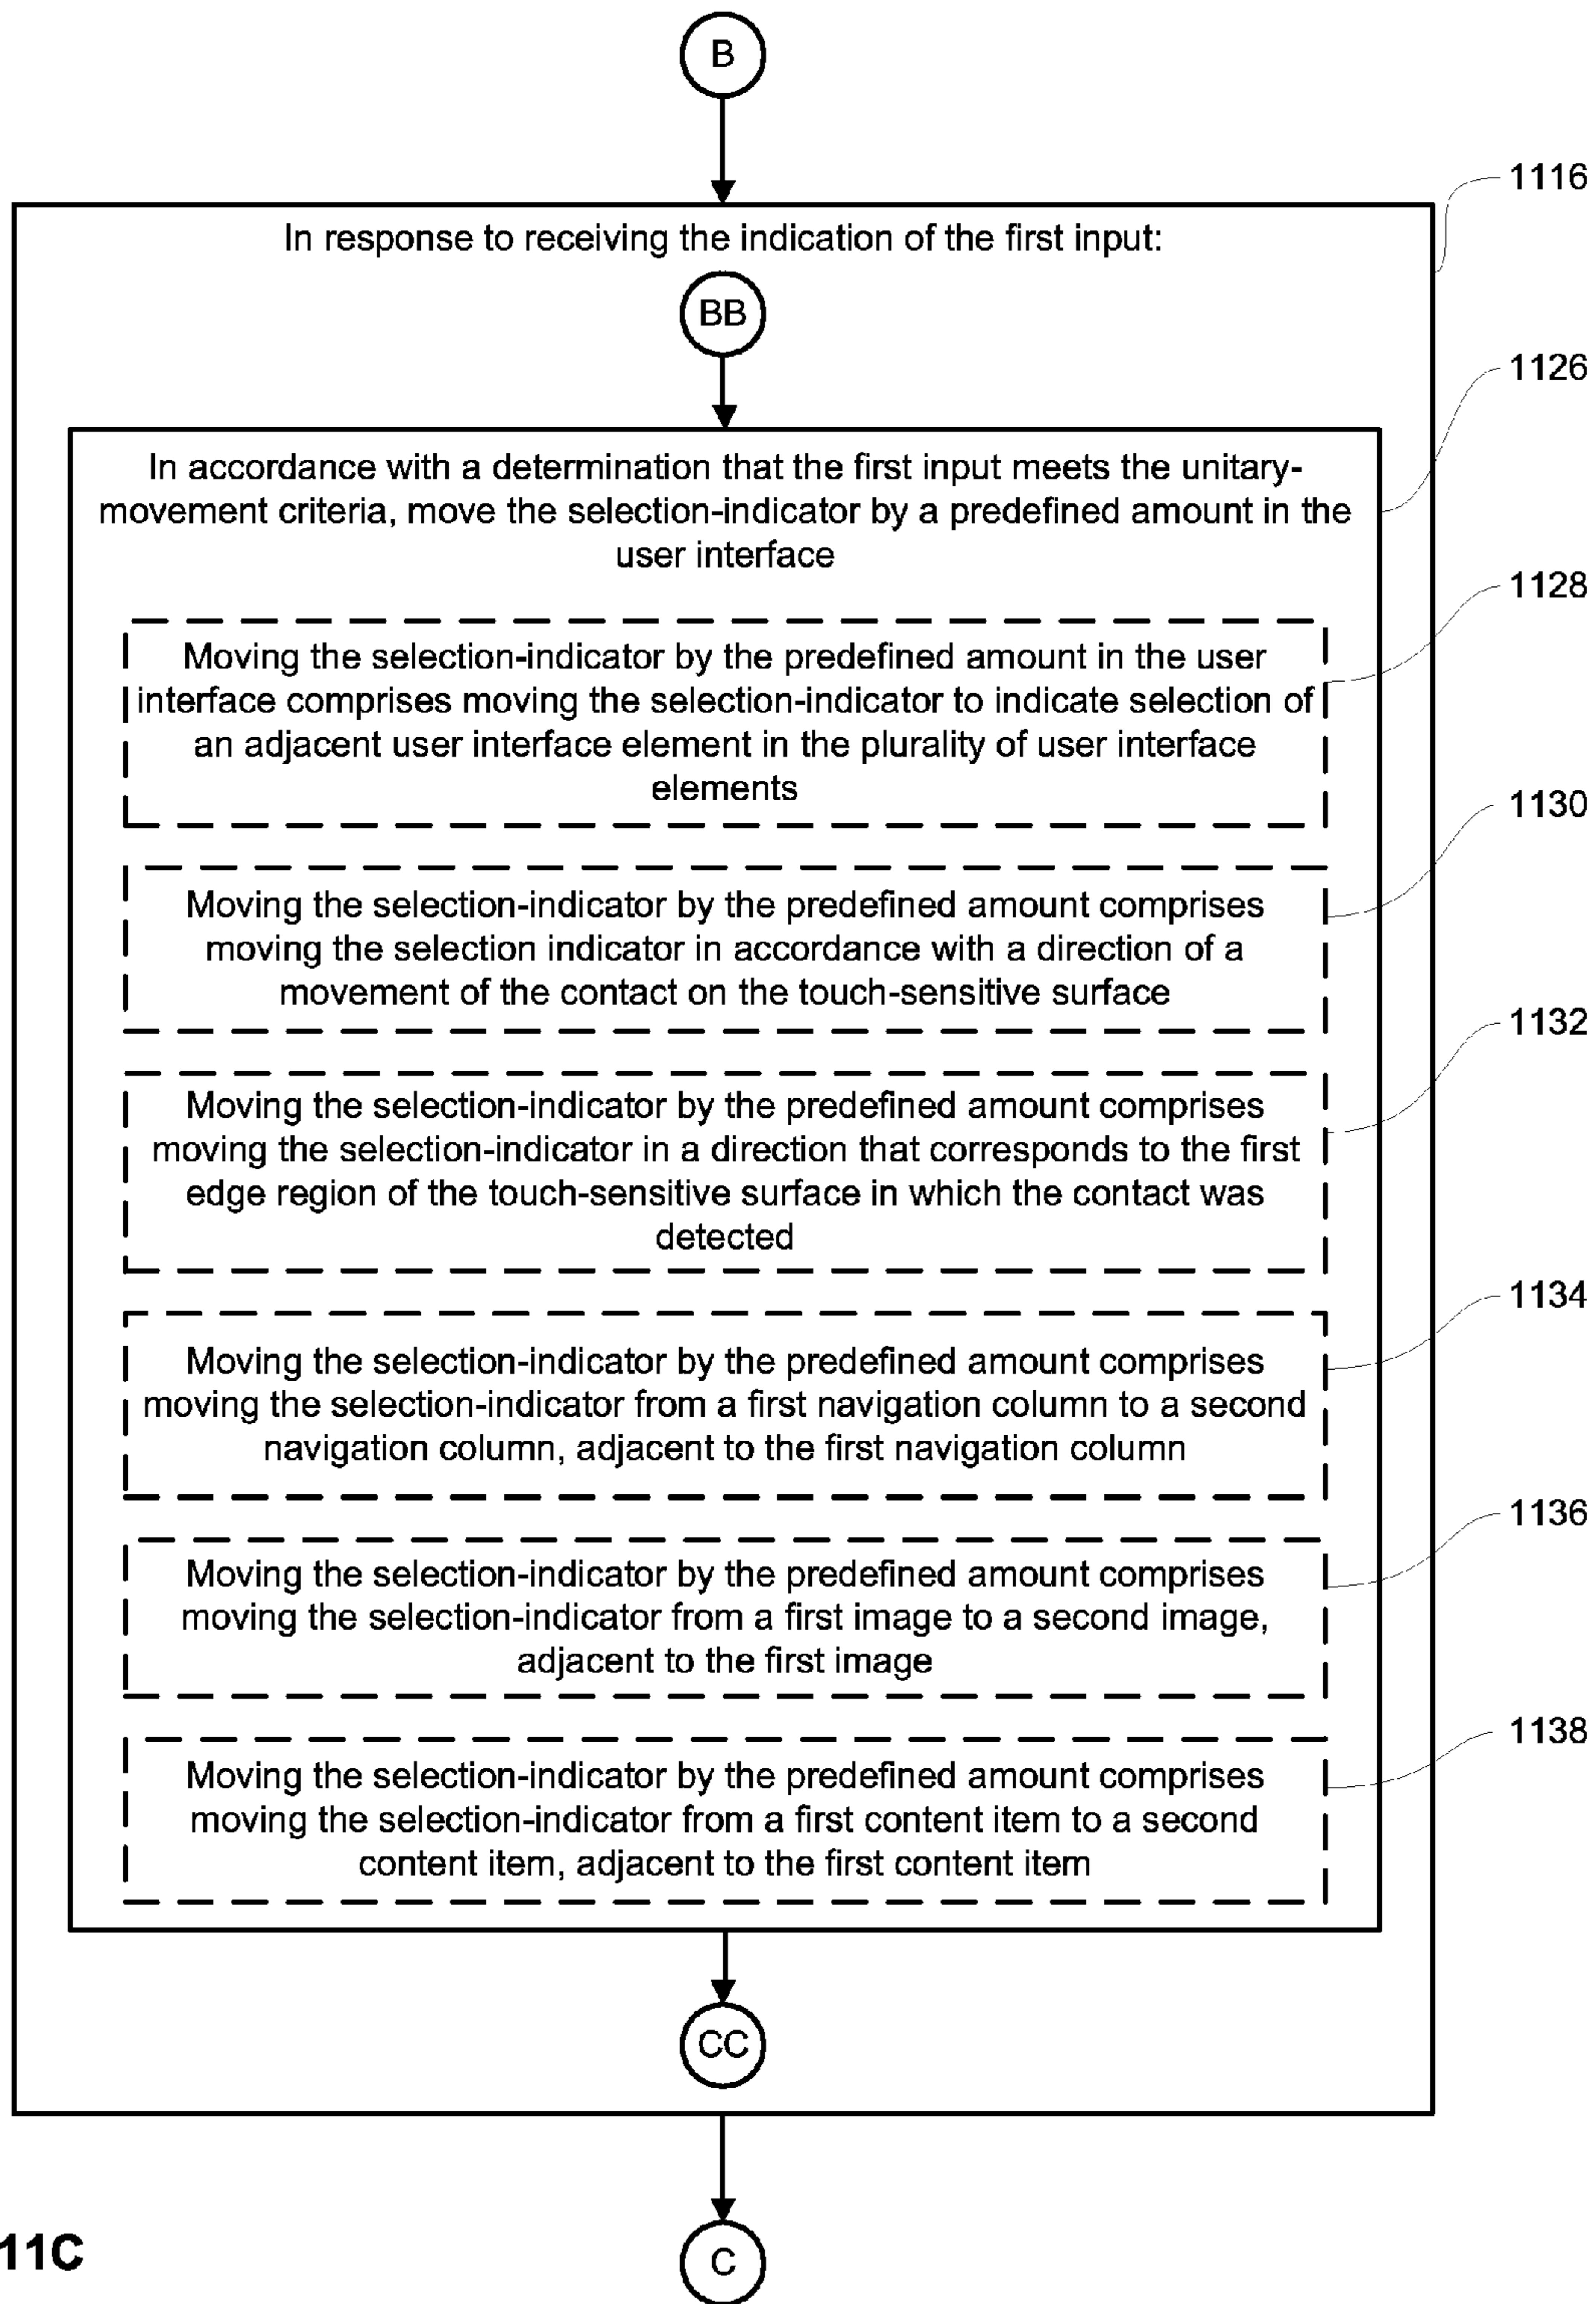 B
1116
In response to receiving the indication of the first input:
BB
1126
In accordance with a determination that the first input meets the unitary-
movement criteria, move the selection-indicator by a predefined amount in the
user interface
1128
Moving the selection-indicator by the predefined amount in the user
interface comprises moving the selection-indicator to indicate selection of
an adjacent user interface element in the plurality of user interface
elements
1130
Moving the selection-indicator by the predefined amount comprises
moving the selection indicator in accordance with a direction of a
movement of the contact on the touch-sensitive surface
1132
Moving the selection-indicator by the predefined amount comprises
moving the selection-indicator in a direction that corresponds to the first
edge region of the touch-sensitive surface in which the contact was
detected
1134
Moving the selection-indicator by the predefined amount comprises
moving the selection-indicator from a first navigation column to a second
navigation column, adjacent to the first navigation column
1136
Moving the selection-indicator by the predefined amount comprises
moving the selection-indicator from a first image to a second image,
adjacent to the first image
1138
Moving the selection-indicator by the predefined amount comprises
moving the selection-indicator from a first content item to a second
content item, adjacent to the first content item
CC
11C
C